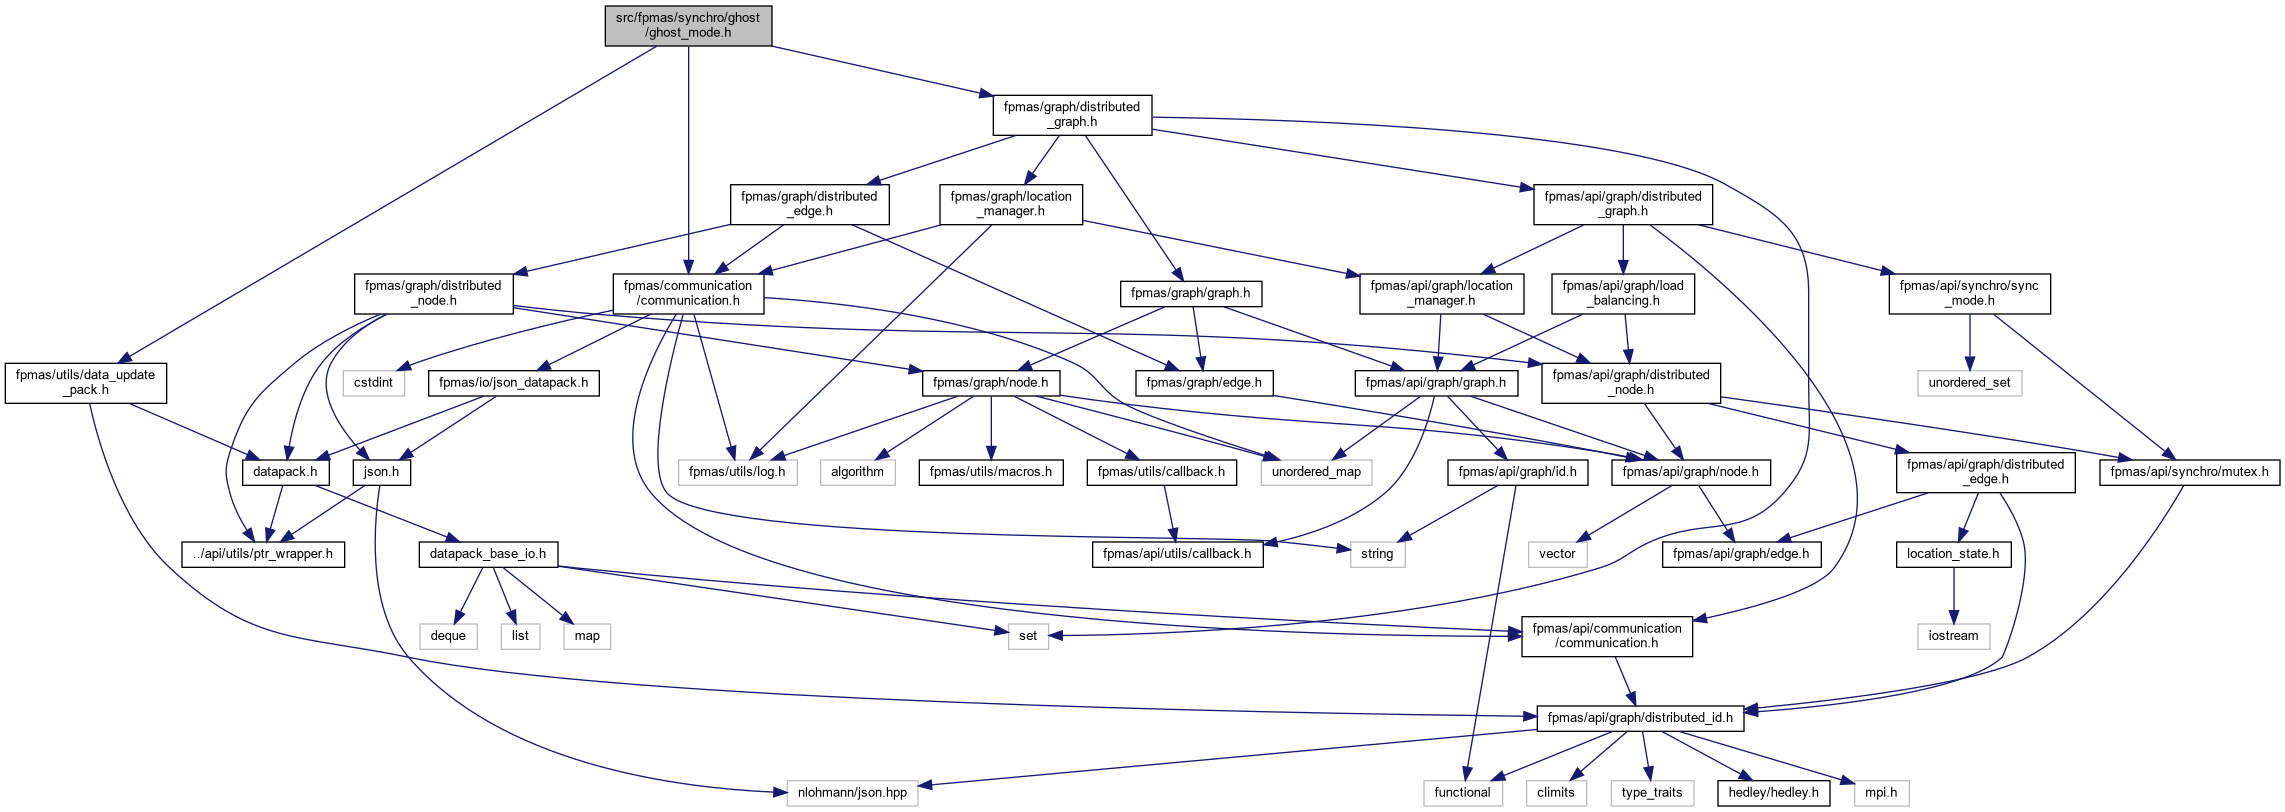 src/fpmas/synchro/ghost
/ghost_mode.h
fpmas/graph/distributed
_graph.h
fpmas/graph/distributed
_edge.h
fpmas/graph/location
_manager.h
fpmas/api/graph/distributed
_graph.h
fpmas/graph/distributed
_node.h
fpmas/communication
/communication.h
fpmas/graph/graph.h
fpmas/api/graph/location
_manager.h
fpmas/api/graph/load
_balancing.h
fpmas/api/synchro/sync
_mode.h
fpmas/utils/data_update
_pack.h
cstdint
fpmas/io/json_datapack.h
fpmas/graph/node.h
fpmas/graph/edge.h
fpmas/api/graph/graph.h
fpmas/api/graph/distributed
_node.h
unordered_set
datapack.h
json.h
fpmas/utils/log.h
algorithm
fpmas/utils/macros.h
fpmas/utils/callback.h
unordered_map
fpmas/api/graph/id.h
fpmas/api/graph/node.h
fpmas/api/graph/distributed
_edge.h
fpmas/api/synchro/mutex.h
../api/utils/ptr_wrapper.h
datapack_base_io.h
fpmas/api/utils/callback.h
string
vector
fpmas/api/graph/edge.h
location_state.h
deque
list
map
set
fpmas/api/communication
/communication.h
iostream
fpmas/api/graph/distributed_id.h
nlohmann/json.hpp
functional
climits
type_traits
hedley/hedley.h
mpi.h